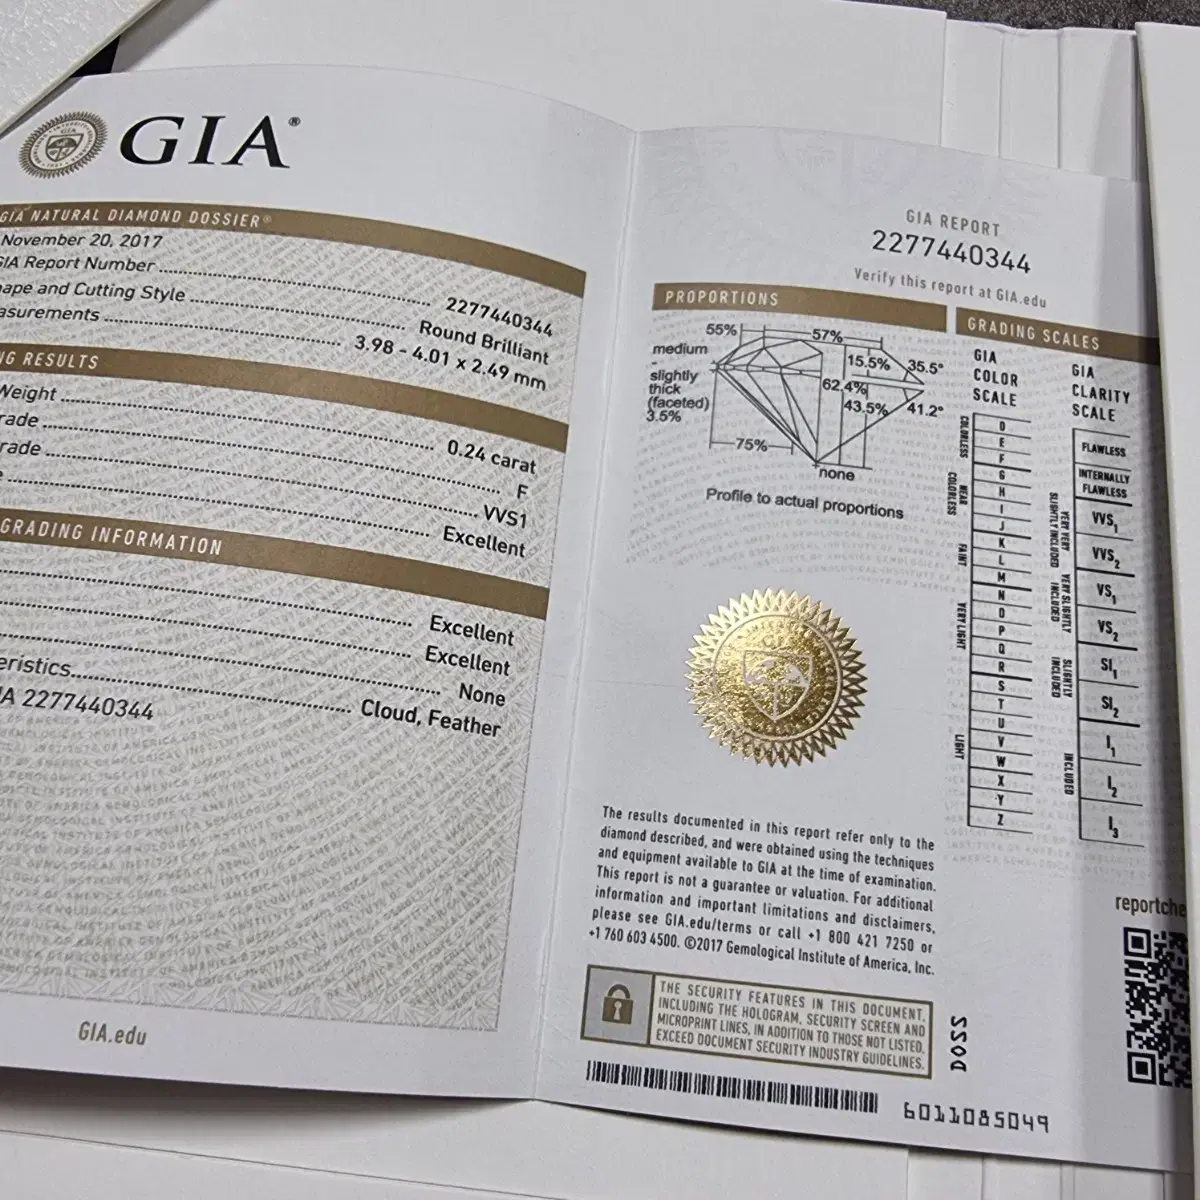 GIA®
GIA NATURAL DIAMOND DOSSIER®
November 20, 2017
GIA Report Number 2277440344
ape and Cutting Style Round Brilliant
asurements 3.98 - 4.01 x 2.49 mm
NG RESULTS
Weight 0.24 carat
rade F
rade VVS1
Excellent
GRADING INFORMATION
Excellent
Excellent
None
eristics Cloud, Feather
IA 2277440344
GIA.edu
GIA REPORT
2277440344
Verify this report at GIA.edu
PROPORTIONS
55%
57%
medium
-
slightly
thick
(faceted)
3.5%
15.5%
35.5°
62.4%
43.5%
41.2°
75%
none
Profile to actual proportions
The results documented in this report refer only to the
diamond described, and were obtained using the techniques
and equipment available to GIA at the time of examination.
This report is not a guarantee or valuation. For additional
information and important limitations and disclaimers,
please see GIA.edu/terms or call +1 800 421 7250 or
+1 760 603 4500. ©2017 Gemological Institute of America, Inc.
THE SECURITY FEATURES IN THIS DOCUMENT,
INCLUDING THE HOLOGRAM, SECURITY SCREEN AND
MICROPRINT LINES, IN ADDITION TO THOSE NOT LISTED,
EXCEED DOCUMENT SECURITY INDUSTRY GUIDELINES.
6011085049
GRADING SCALES
GIA
COLOR
SCALE
COLORLESS
D
E
F
NEAR
COLORLESS
G
H
I
J
FAINT
K
L
M
VERY LIGHT
N
O
P
Q
R
LIGHT
S
T
U
V
W
X
Y
Z
GIA
CLARITY
SCALE
FLAWLESS
INTERNALLY
FLAWLESS
VERY VERY
SLIGHTLY INCLUDED
VVS1
VVS2
VERY SLIGHTLY
INCLUDED
VS1
VS2
SLIGHTLY
INCLUDED
SI1
SI2
INCLUDED
I1
I2
I3
reportche